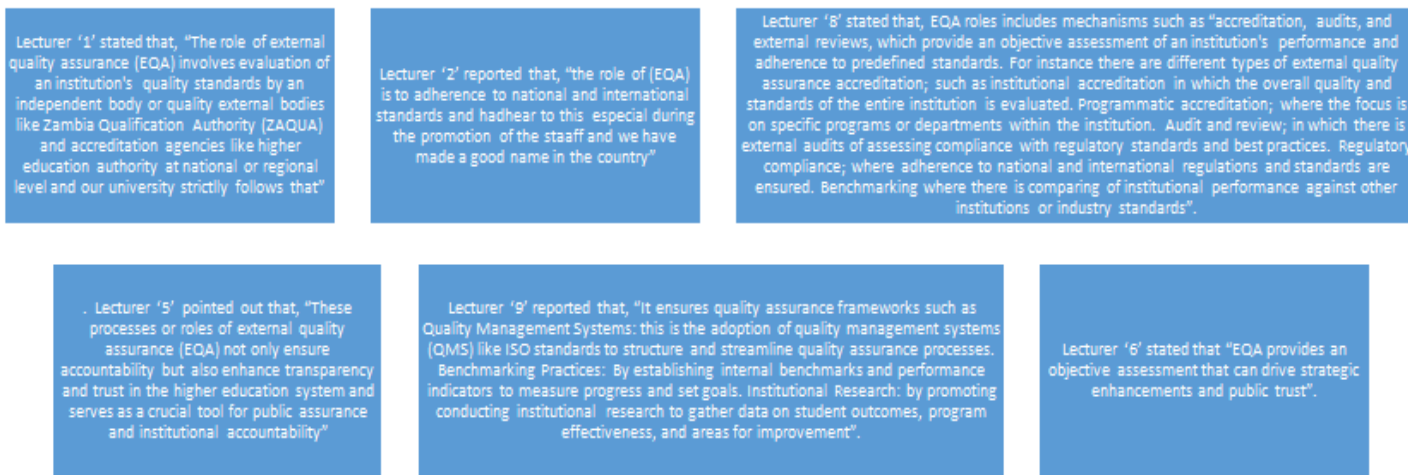 Lecturer ‘1’ stated that, “The role of external
quality assurance (EQA) involves evaluation of
an institution's quality standards by an
independent body or quality external bodies
like Zambia Qualification Authority (ZAQUA)
and accreditation agencies like higher
education authority at national or regional
level and our university strictlly follows that”
Lecturer ‘2’ reported that, “the role of (EQA)
is to adherence to national and international
standards and hadhear to this especial during
the promotion of the staaff and we have
made a good name in the country”
Lecturer ‘8’ stated that, EQA roles includes mechanisms such as “accreditation, audits, and
external reviews, which provide an objective assessment of an institution's performance and
adherence to predefined standards. For instance there are different types of external quality
assurance accreditation; such as institutional accreditation in which the overall quality and
standards of the entire institution is evaluated. Programmatic accreditation; where the focus is
on specific programs or departments within the institution. Audit and review; in which there is
external audits of assessing compliance with regulatory standards and best practices. Regulatory
compliance; where adherence to national and international regulations and standards are
ensured. Benchmarking where there is comparing of institutional performance against other
institutions or industry standards”.
. Lecturer ‘5’ pointed out that, “These
processes or roles of external quality
assurance (EQA) not only ensure
accountability but also enhance transparency
and trust in the higher education system and
serves as a crucial tool for public assurance
and institutional accountability”
Lecturer ‘9’ reported that, “It ensures quality assurance frameworks such as
Quality Management Systems: this is the adoption of quality management systems
(QMS) like ISO standards to structure and streamline quality assurance processes.
Benchmarking Practices: By establishing internal benchmarks and performance
indicators to measure progress and set goals. Institutional Research: by promoting
conducting institutional research to gather data on student outcomes, program
effectiveness, and areas for improvement”.
Lecturer ‘6’ stated that “EQA provides an
objective assessment that can drive strategic
enhancements and public trust”.